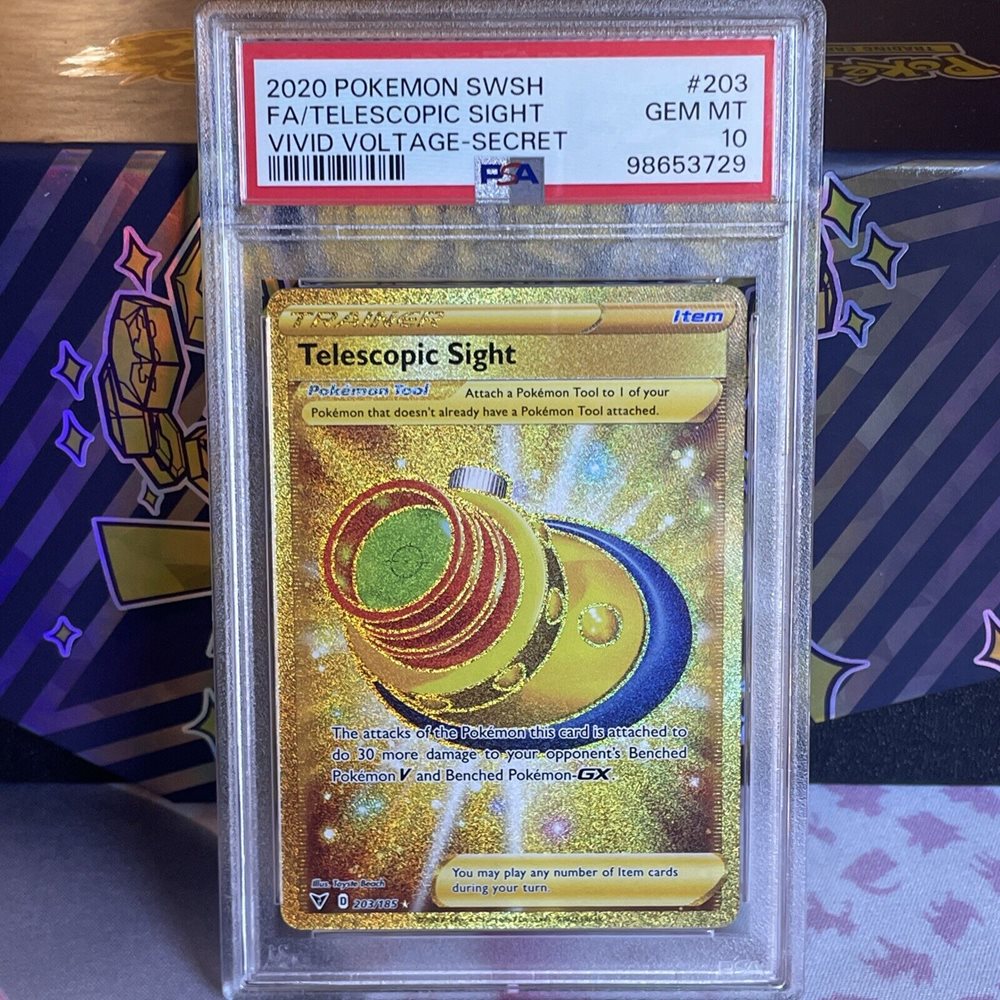 2020 POKEMON SWSH #203
FA/TELESCOPIC SIGHT GEM MT
VIVID VOLTAGE-SECRET 10
PSA 98653729
TRAINER Item
Telescopic Sight
Pokémon Tool Attach a Pokémon Tool to 1 of your
Pokémon that doesn't already have a Pokémon Tool attached.
The attacks of the Pokémon this card is attached to
do 30 more damage to your opponent's Benched
Pokémon V and Benched Pokémon-GX
You may play any number of Item cards
during your turn.
Illus. Toyste Beach
D 203/185